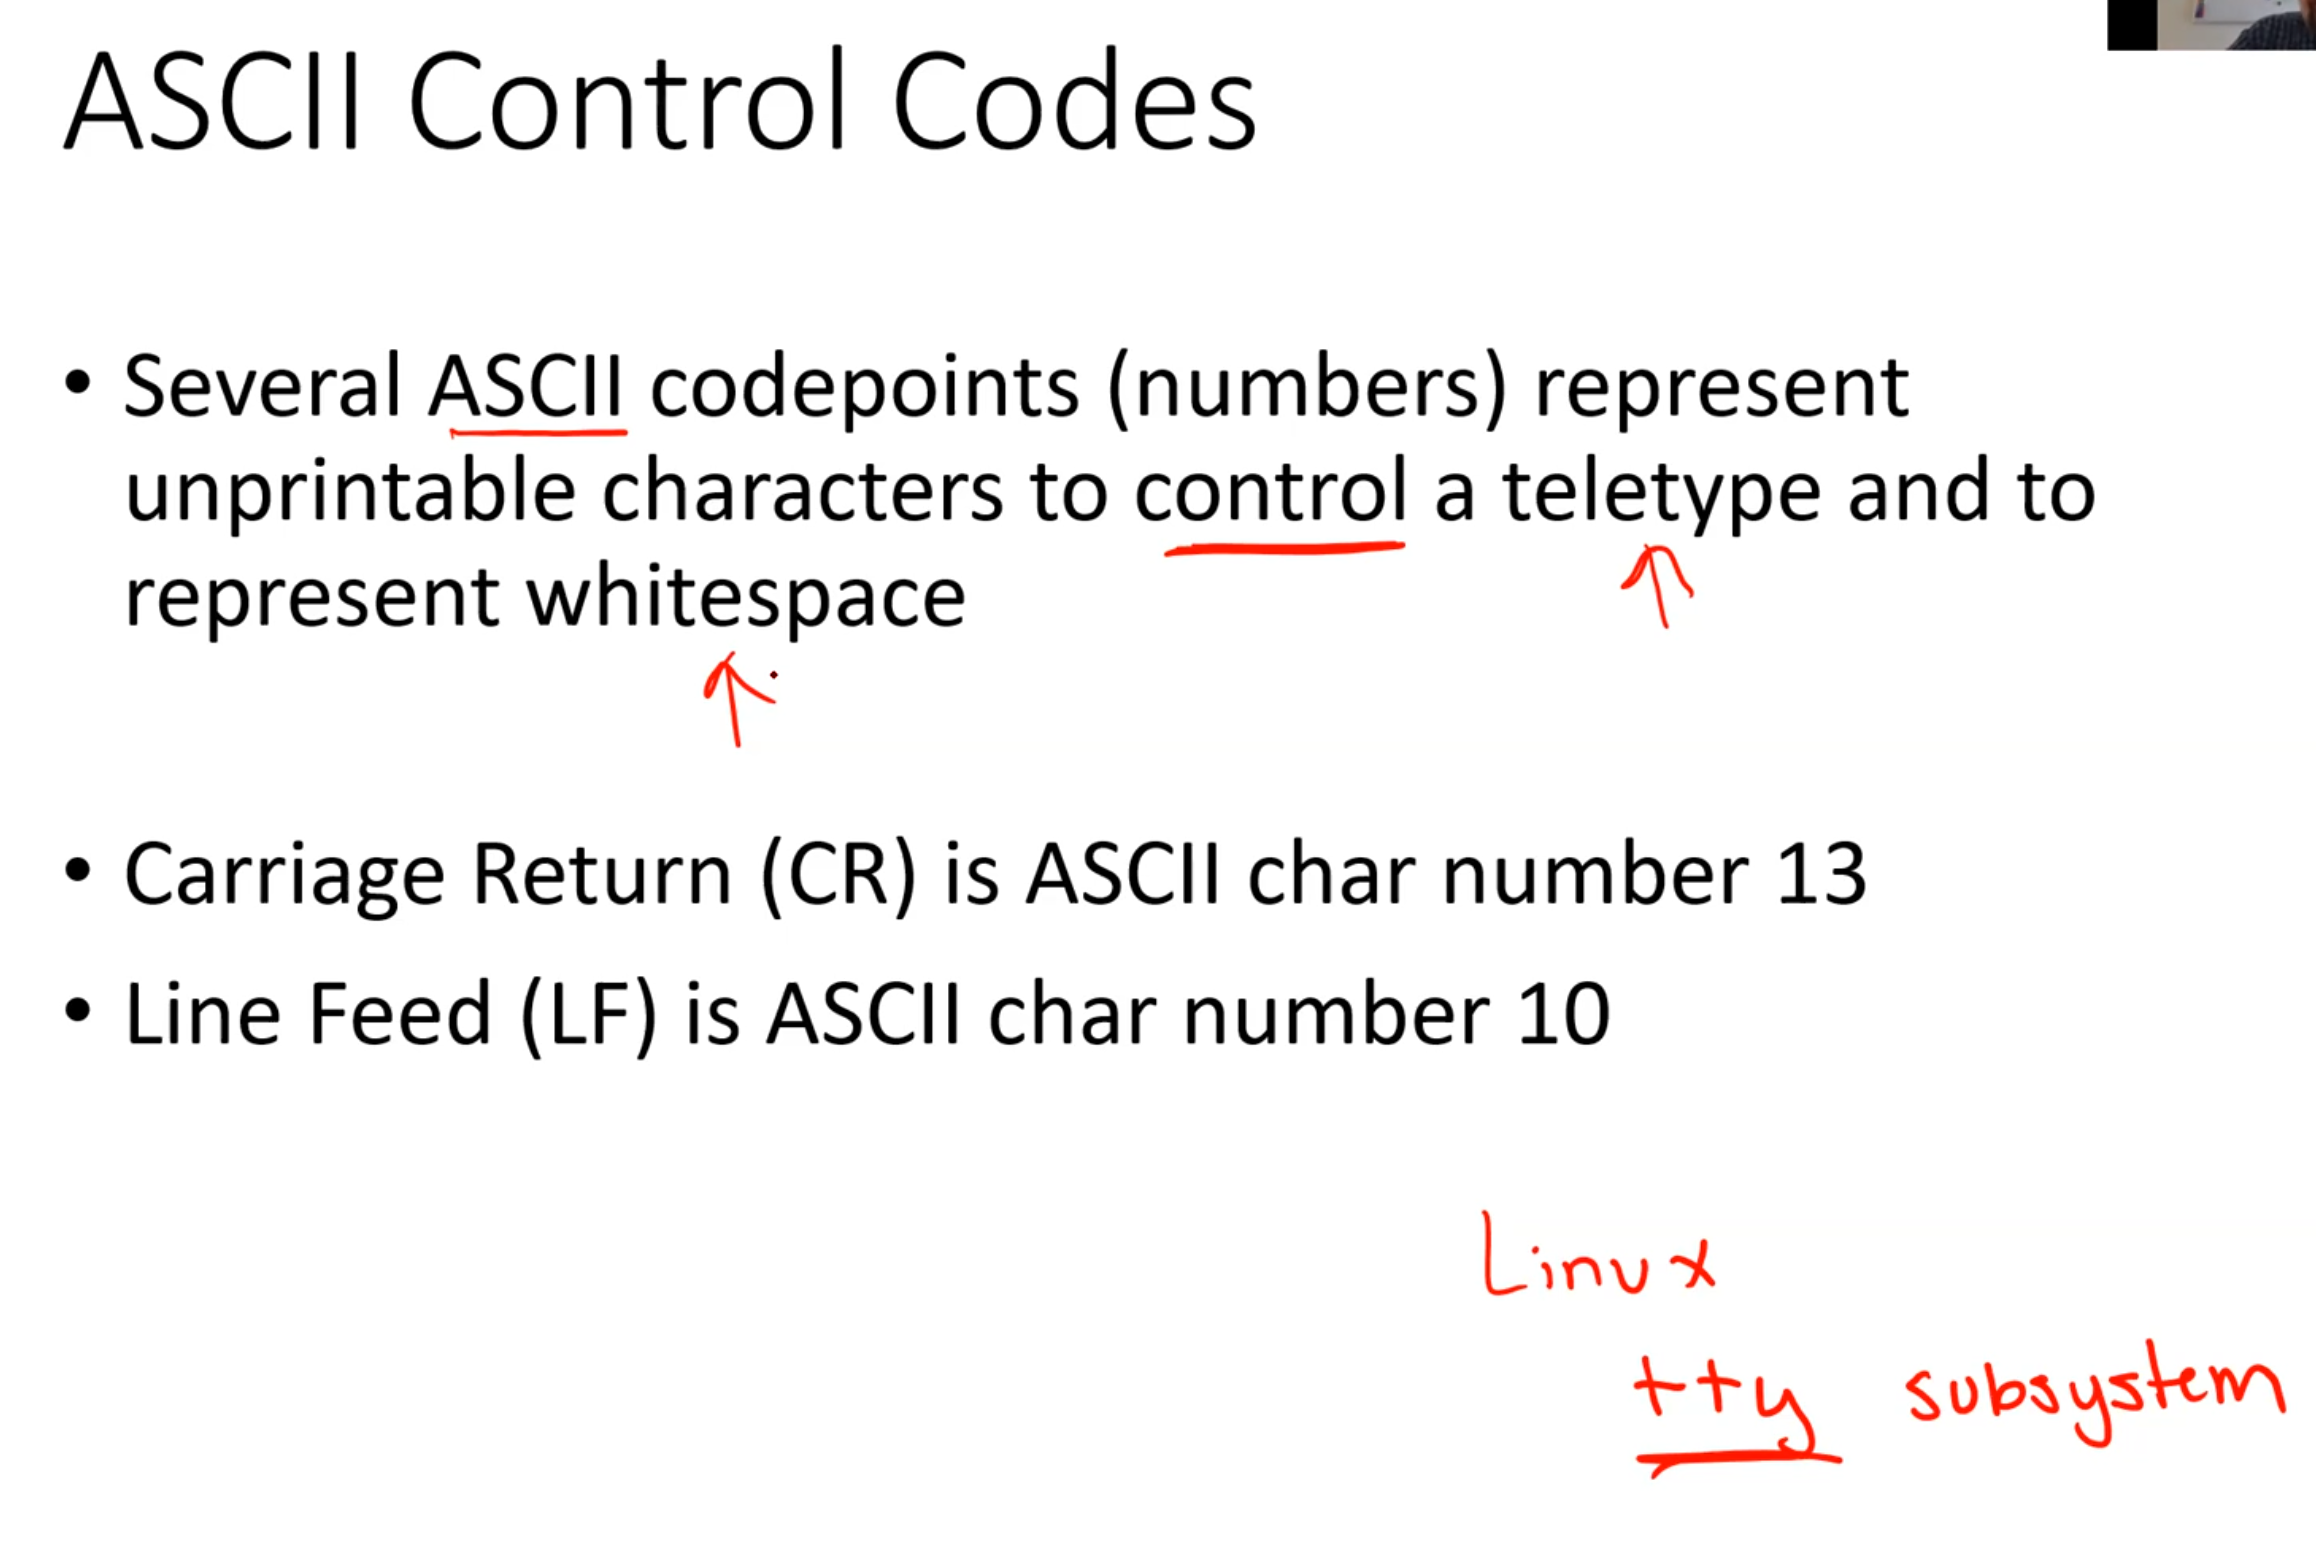 ASCII Control Codes
• Several ASCII codepoints (numbers) represent
unprintable characters to control a teletype and to
represent whitespace
• Carriage Return (CR) is ASCII char number 13
• Line Feed (LF) is ASCII char number 10
Linux
tty subsystem